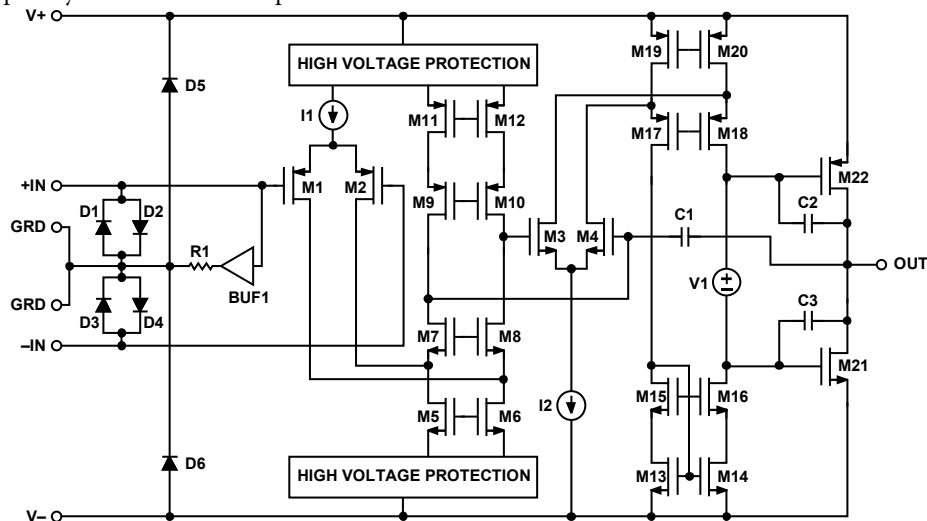 V+
HIGH VOLTAGE PROTECTION
M19
M20
D5
I1
M11
M12
M17
M18
+IN
M1
M2
M22
D1
D2
M9
M10
C2
GRD
M3
M4
C1
R1
OUT
BUF1
V1
GRD
C3
D3
D4
M7
M8
–IN
M21
M15
M16
I2
M5
M6
D6
HIGH VOLTAGE PROTECTION
M13
M14
V–